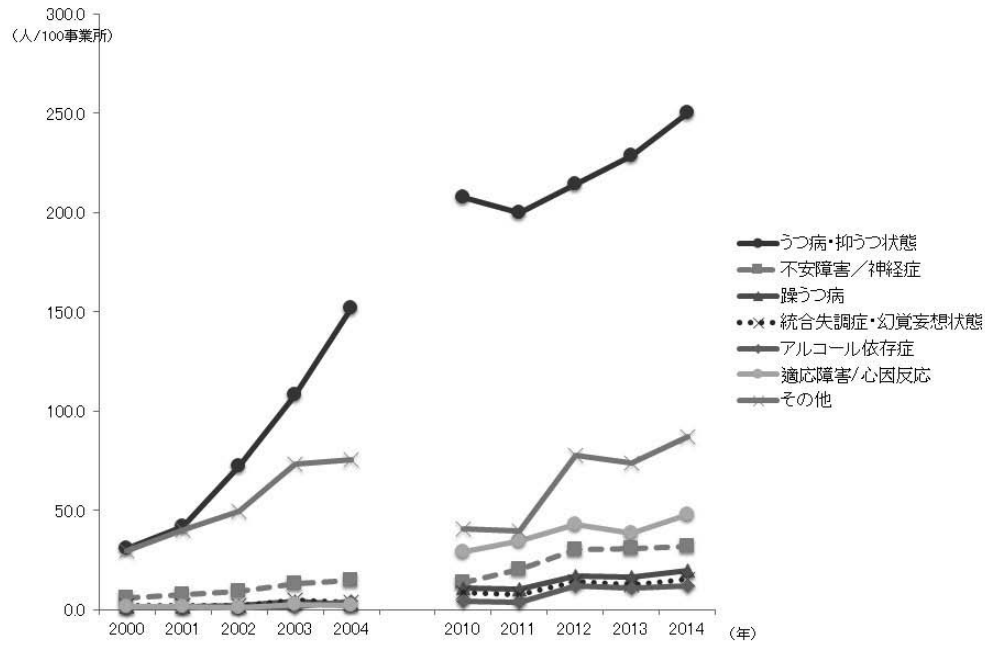 300.0
（人/100事業所）
250.0
200.0
150.0
100.0
50.0
0.0
2000 2001 2002 2003 2004 2010 2011 2012 2013 2014 （年）
うつ病・抑うつ状態
不安障害／神経症
躁うつ病
統合失調症・幻覚妄想状態
アルコール依存症
適応障害/心因反応
その他